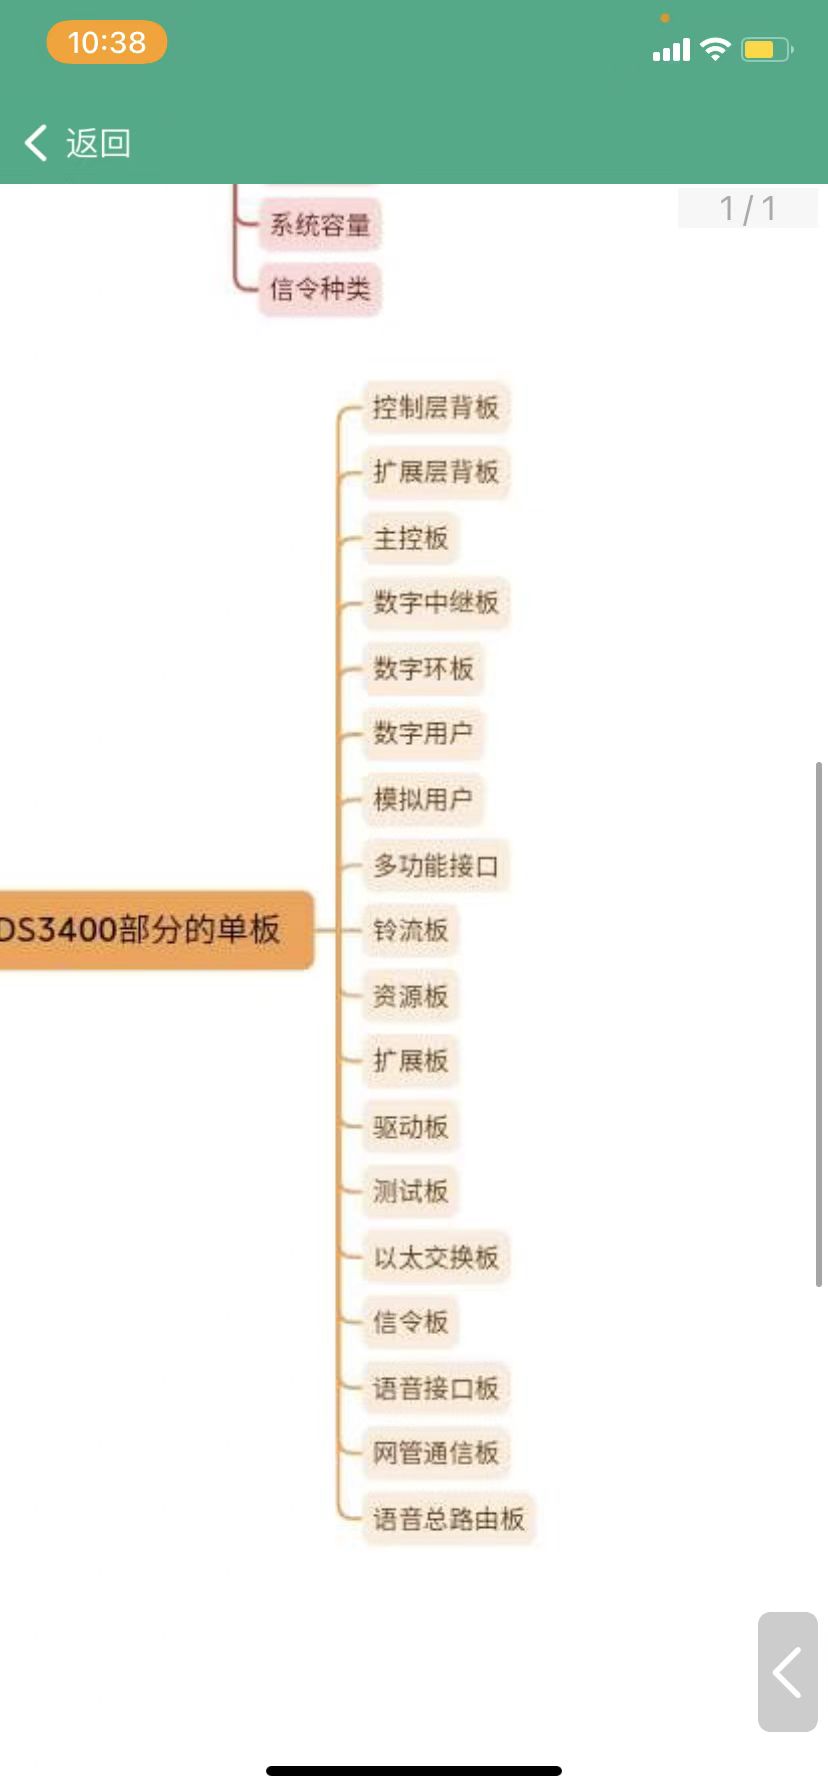 10:38
返回
1/1
系统容量
信令种类
控制层背板
扩展层背板
主控板
数字中继板
数字环板
数字用户
模拟用户
多功能接口
DS3400部分的单板
铃流板
资源板
扩展板
驱动板
测试板
以太交换板
信令板
语音接口板
网管通信板
语音总路由板